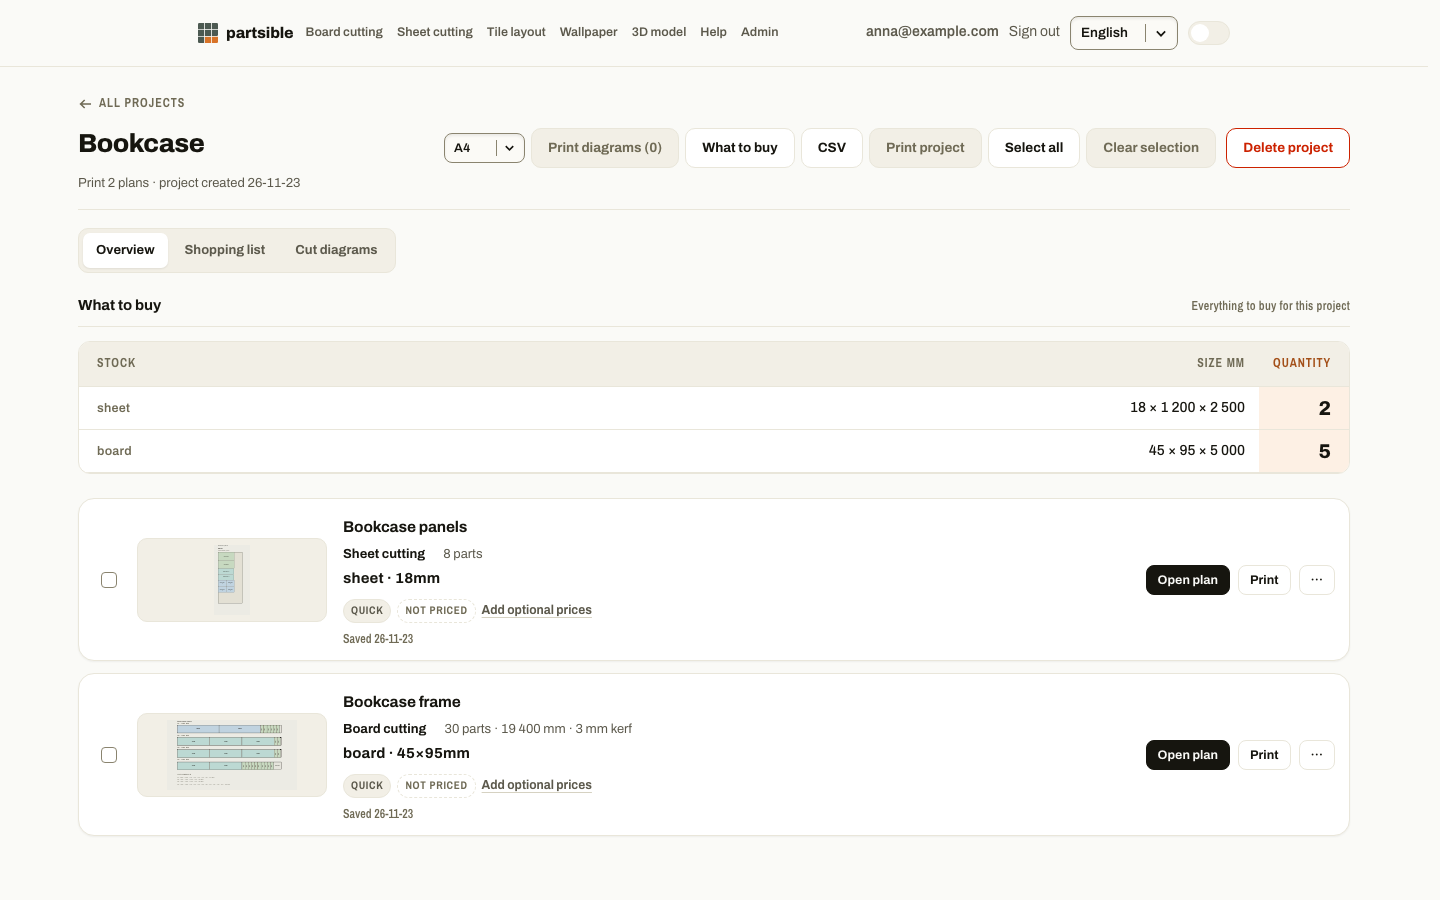 partsible Board cutting Sheet cutting Tile layout Wallpaper 3D model Help Admin anna@example.com Sign out English
← ALL PROJECTS
Bookcase
A4 Print diagrams (0) What to buy CSV Print project Select all Clear selection Delete project
Print 2 plans · project created 26-11-23
Overview Shopping list Cut diagrams
What to buy Everything to buy for this project
STOCK SIZE MM QUANTITY
sheet 18 × 1 200 × 2 500 2
board 45 × 95 × 5 000 5
Bookcase panels
Sheet cutting 8 parts
sheet · 18mm
QUICK NOT PRICED Add optional prices
Saved 26-11-23
Open plan Print ···
Bookcase frame
Board cutting 30 parts · 19 400 mm · 3 mm kerf
board · 45×95mm
QUICK NOT PRICED Add optional prices
Saved 26-11-23
Open plan Print ···